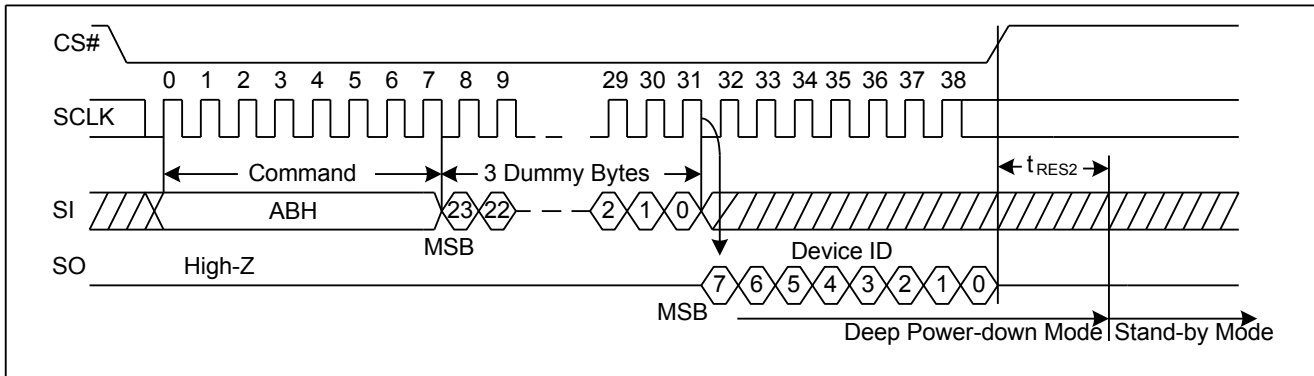 CS#
0 1 2 3 4 5 6 7 8 9 29 30 31 32 33 34 35 36 37 38
SCLK
Command 3 Dummy Bytes tRES2
SI ABH 23 22 2 1 0
MSB Device ID
SO High-Z
7 6 5 4 3 2 1 0
MSB
Deep Power-down Mode Stand-by Mode